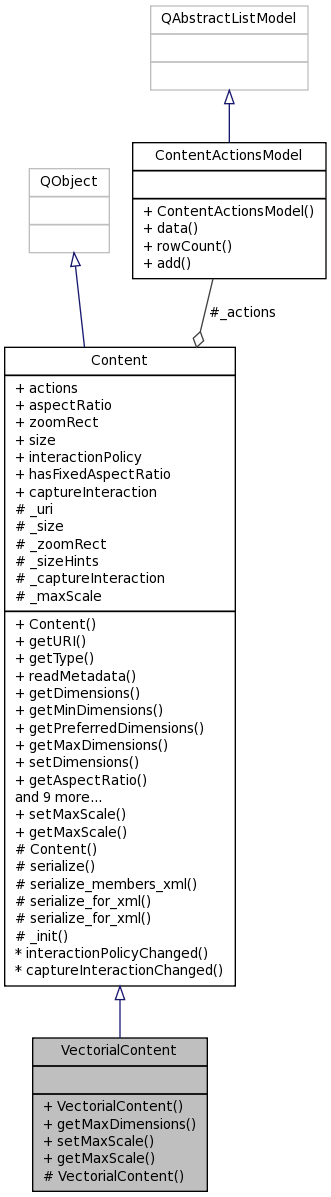 QAbstractListModel
ContentActionsModel
+ ContentActionsModel()
+ data()
+ rowCount()
+ add()
QObject
#_actions
Content
+ actions
+ aspectRatio
+ zoomRect
+ size
+ interactionPolicy
+ hasFixedAspectRatio
+ captureInteraction
# _uri
# _size
# _zoomRect
# _sizeHints
# _captureInteraction
# _maxScale
+ Content()
+ getURI()
+ getType()
+ readMetadata()
+ getDimensions()
+ getMinDimensions()
+ getPreferredDimensions()
+ getMaxDimensions()
+ setDimensions()
+ getAspectRatio()
and 9 more...
+ setMaxScale()
+ getMaxScale()
# Content()
# serialize()
# serialize_members_xml()
# serialize_for_xml()
# serialize_for_xml()
# _init()
* interactionPolicyChanged()
* captureInteractionChanged()
VectorialContent
+ VectorialContent()
+ getMaxDimensions()
+ setMaxScale()
+ getMaxScale()
# VectorialContent()